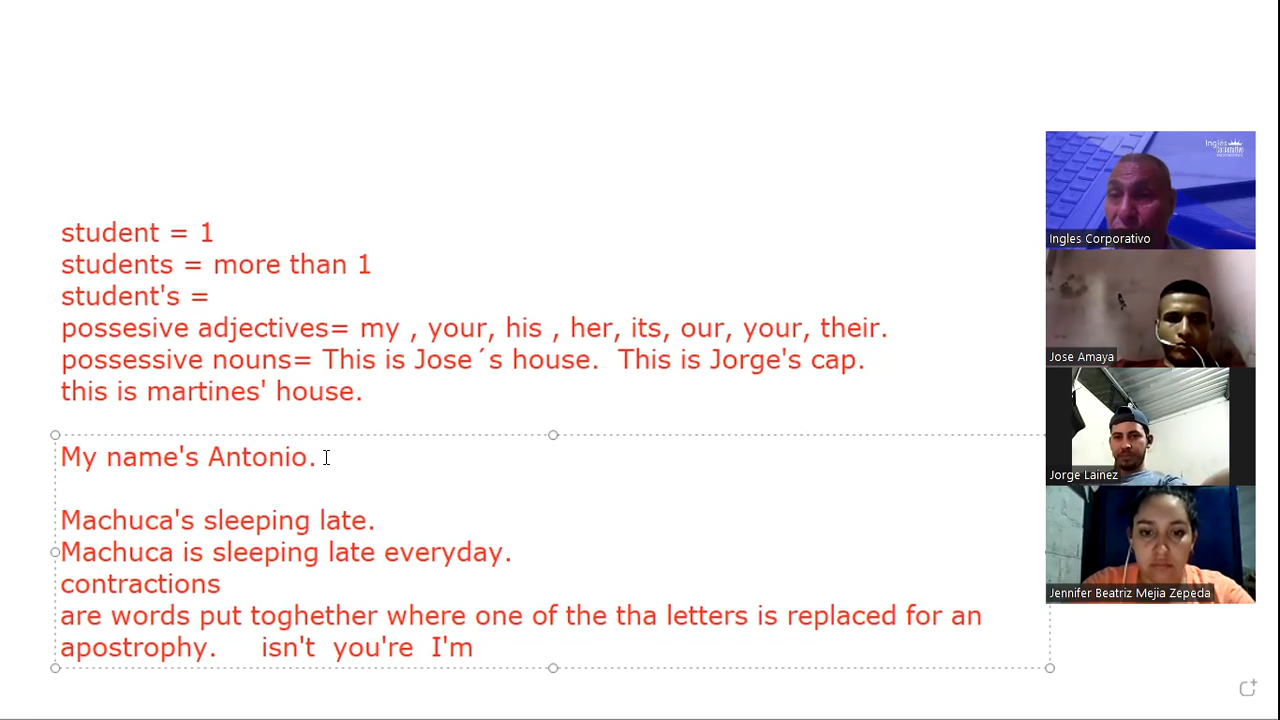 student = 1
students = more than 1
student's =
possesive adjectives= my , your, his , her, its, our, your, their.
possessive nouns= This is Jose´s house.  This is Jorge's cap.
this is martines' house.
My name's Antonio.
Machuca's sleeping late.
Machuca is sleeping late everyday.
contractions
are words put toghether where one of the tha letters is replaced for an
apostrophy.    isn't  you're  I'm
Ingles
Corporativo
Ingles Corporativo
Jose Amaya
Jorge Lainez
Jennifer Beatriz Mejia Zepeda